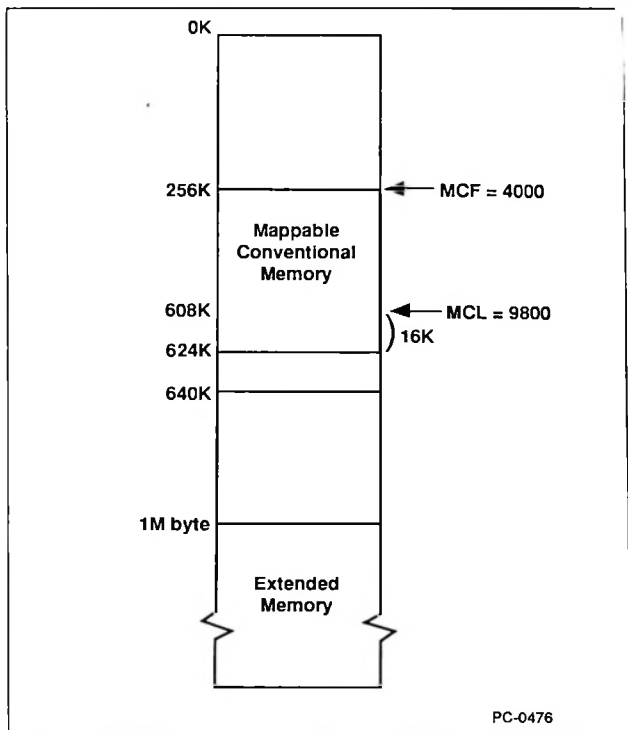 0K
256K
MCF = 4000
Mappable
Conventional
Memory
608K
MCL = 9800
16K
624K
640K
1M byte
Extended
Memory
PC-0476